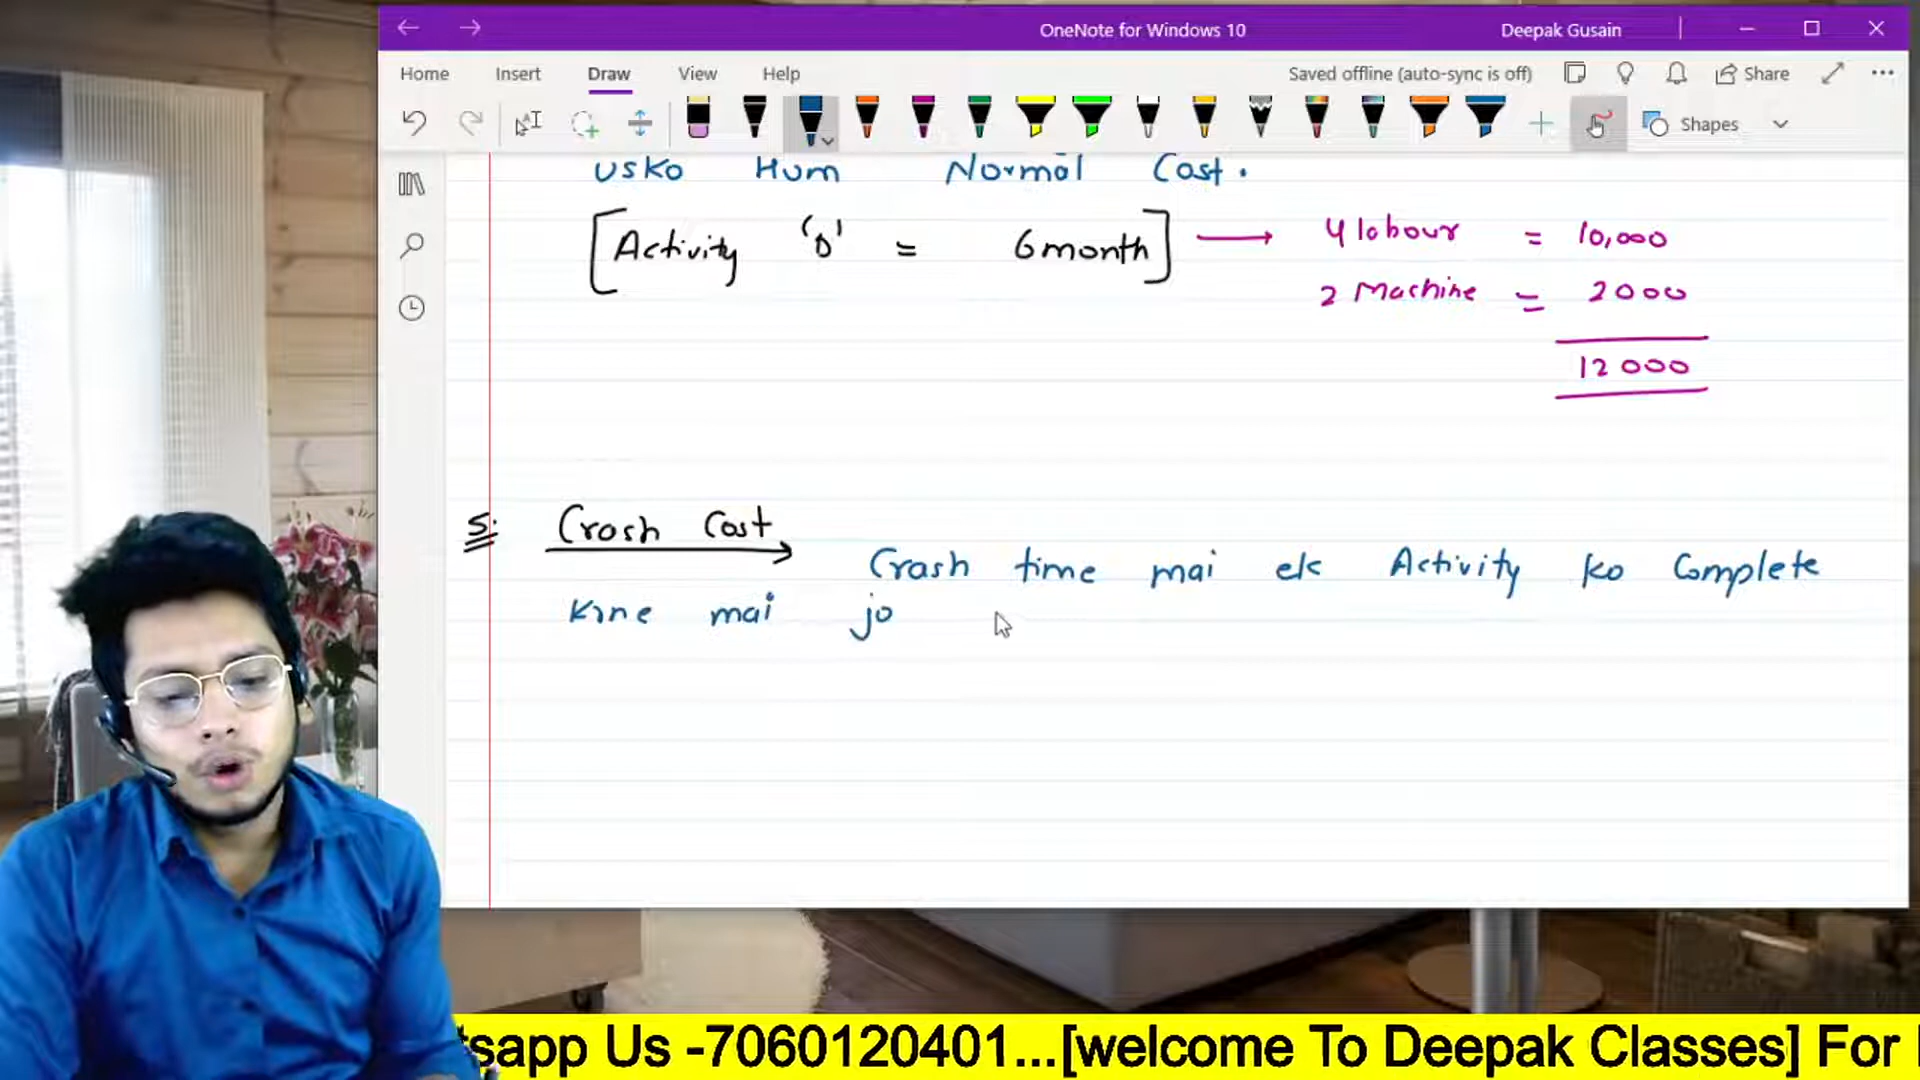 OneNote for Windows 10 Deepak Gusain
Home Insert Draw View Help Saved offline (auto-sync is off) Share
Shapes
Usko Hum Normal Cost.
[Activity 'D' = 6 month] → 4 labour = 10,000
2 Machine = 2000
12000
5. Crash Cost
Crash time mai ek Activity ko Complete
Krne mai jo
tsapp Us -7060120401...[welcome To Deepak Classes] For